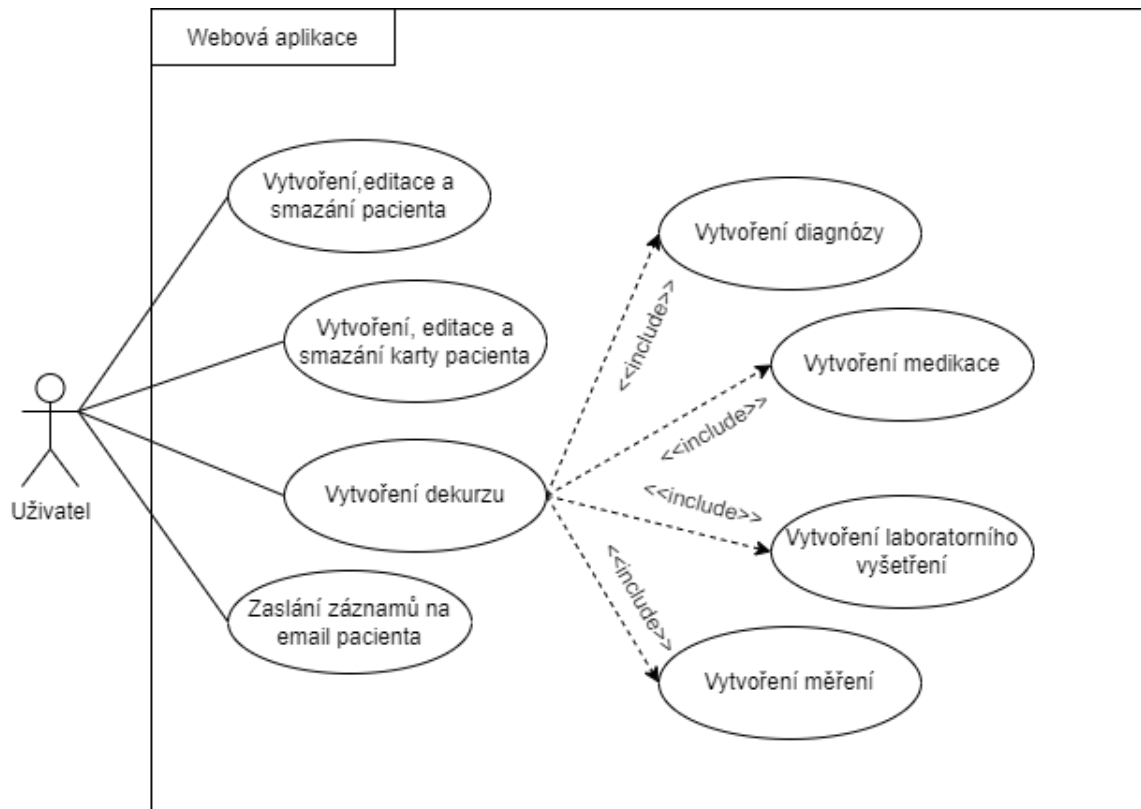 Webová aplikace
Vytvoření,editace a
smazání pacienta
Vytvoření diagnózy
<<include>>
Vytvoření, editace a
smazání karty pacienta
Vytvoření medikace
<<include>>
Uživatel
Vytvoření dekurzu
<<include>>
Vytvoření laboratorního
vyšetření
<<include>>
Zaslání záznamů na
email pacienta
Vytvoření měření